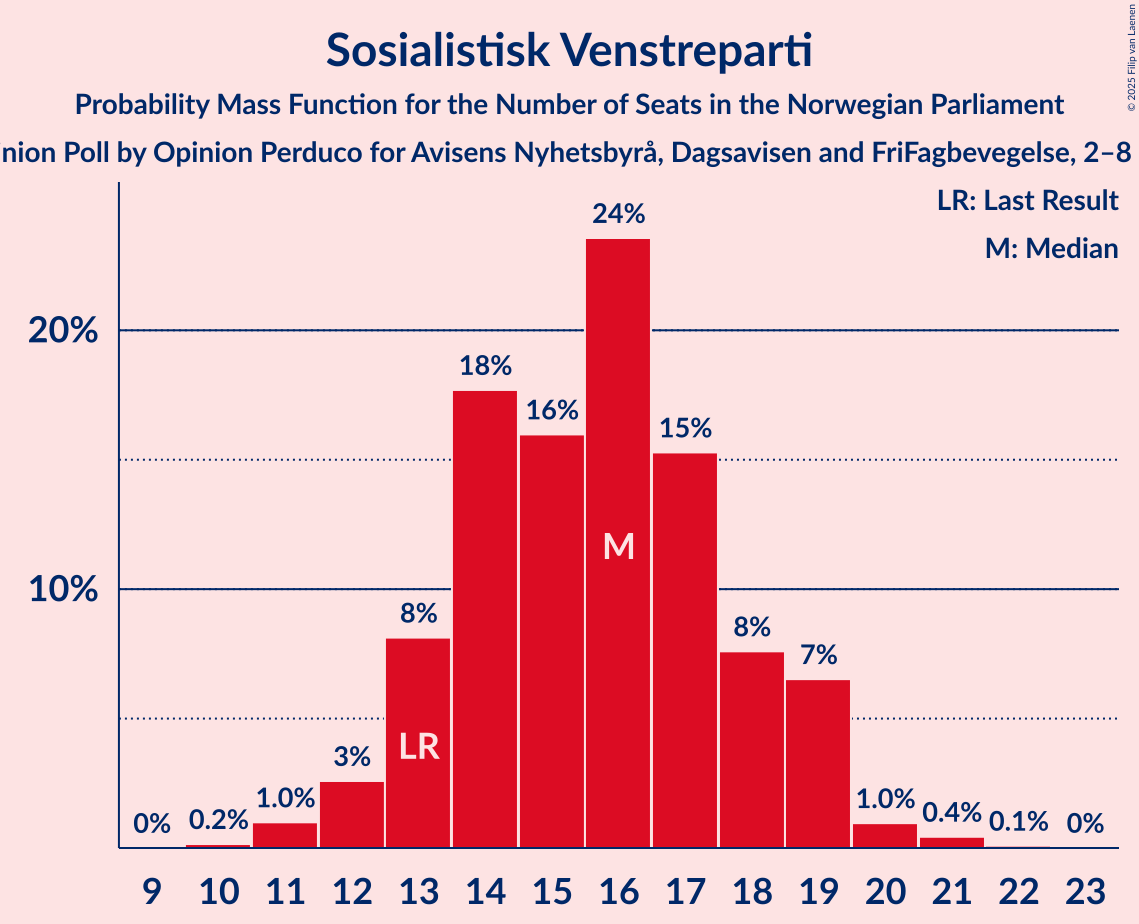 Sosialistisk Venstreparti
Probability Mass Function for the Number of Seats in the Norwegian Parliament
nion Poll by Opinion Perduco for Avisens Nyhetsbyrå, Dagsavisen and FriFagbevegelse, 2–8
© 2025 Filip van Laenen
LR: Last Result
M: Median
20%
10%
0%
0.2%
1.0%
3%
8%
18%
16%
24%
15%
8%
7%
1.0%
0.4%
0.1%
0%
LR
M
9 10 11 12 13 14 15 16 17 18 19 20 21 22 23